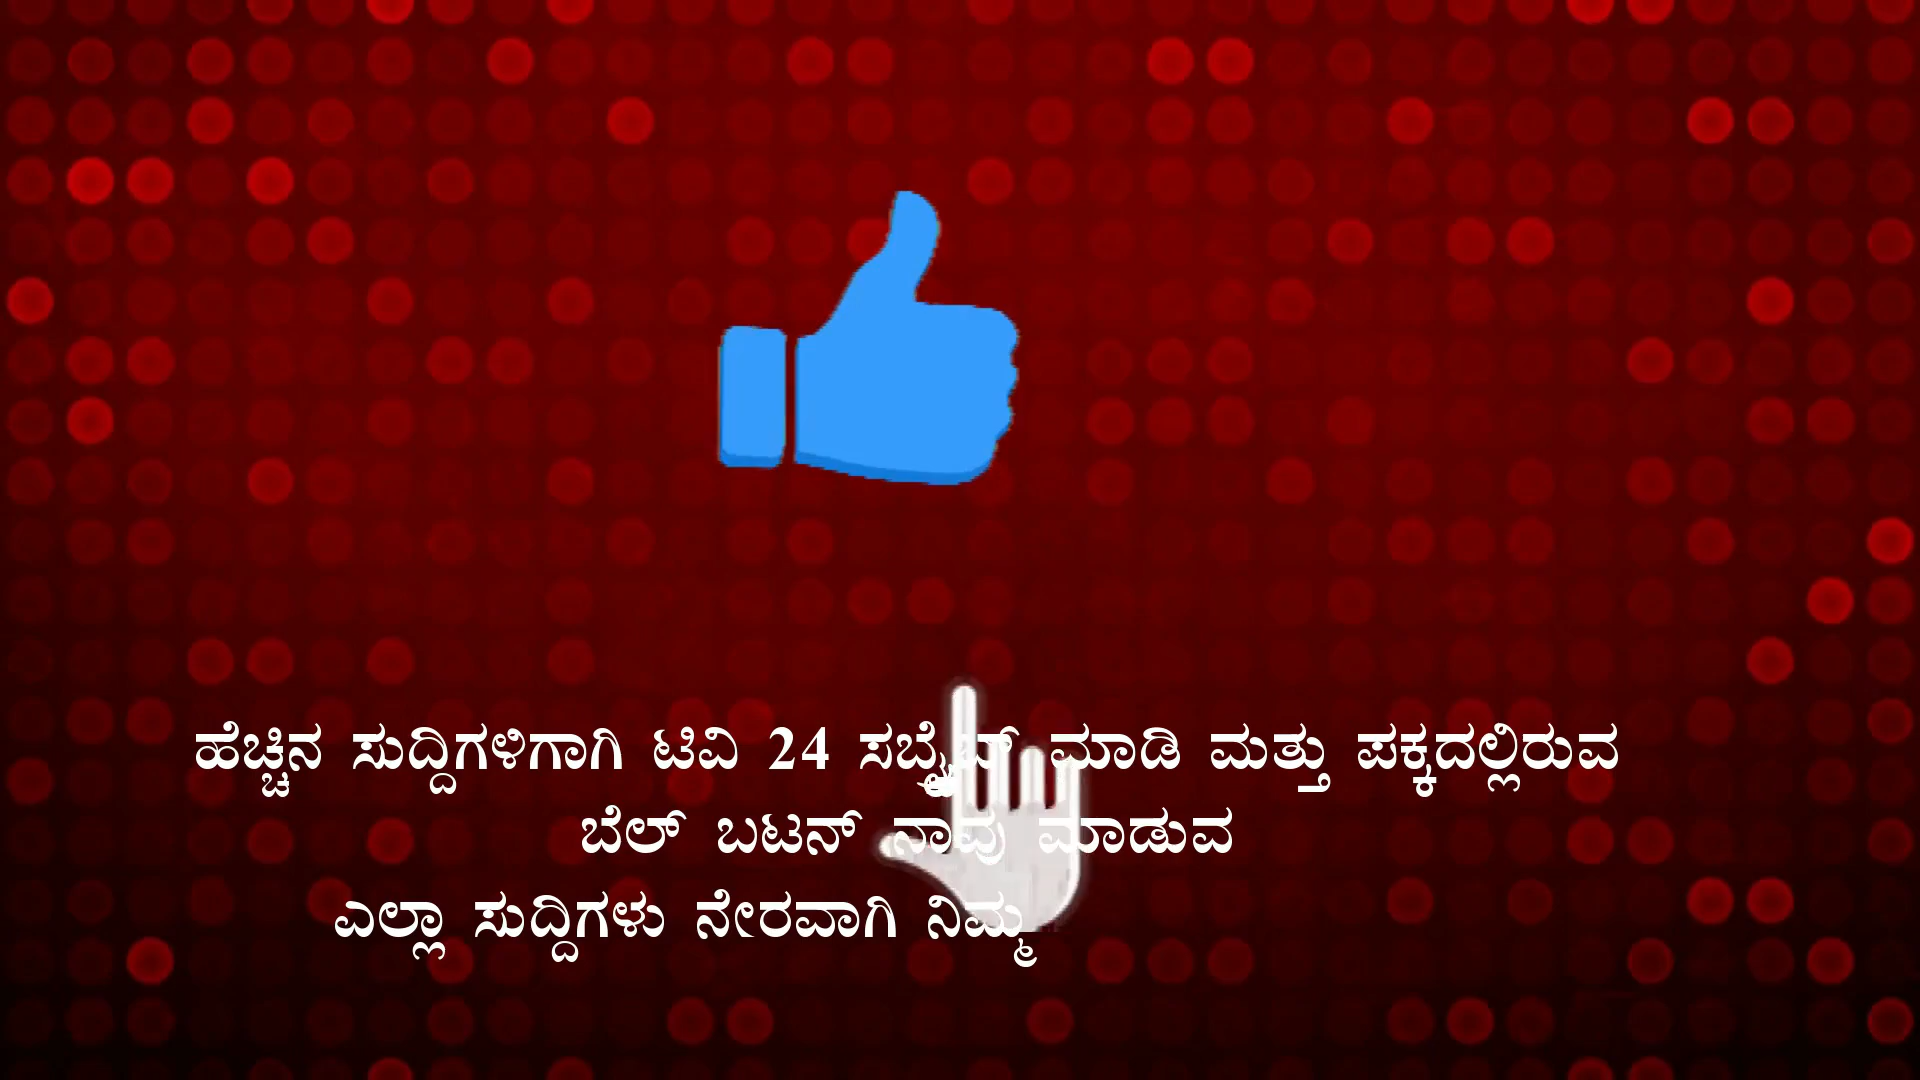 ಹೆಚ್ಚಿನ ಸುದ್ದಿಗಳಿಗಾಗಿ ಟಿವಿ 24 ಮಾಡಿ ಮತ್ತು ಪಕ್ಕದಲ್ಲಿರುವ
ಬೆಲ್ ಬಟನ್ ನಾವು ಮಾಡುವ
ಎಲ್ಲಾ ಸುದ್ದಿಗಳು ನೇರವಾಗಿ ನಿಮ್ಮ